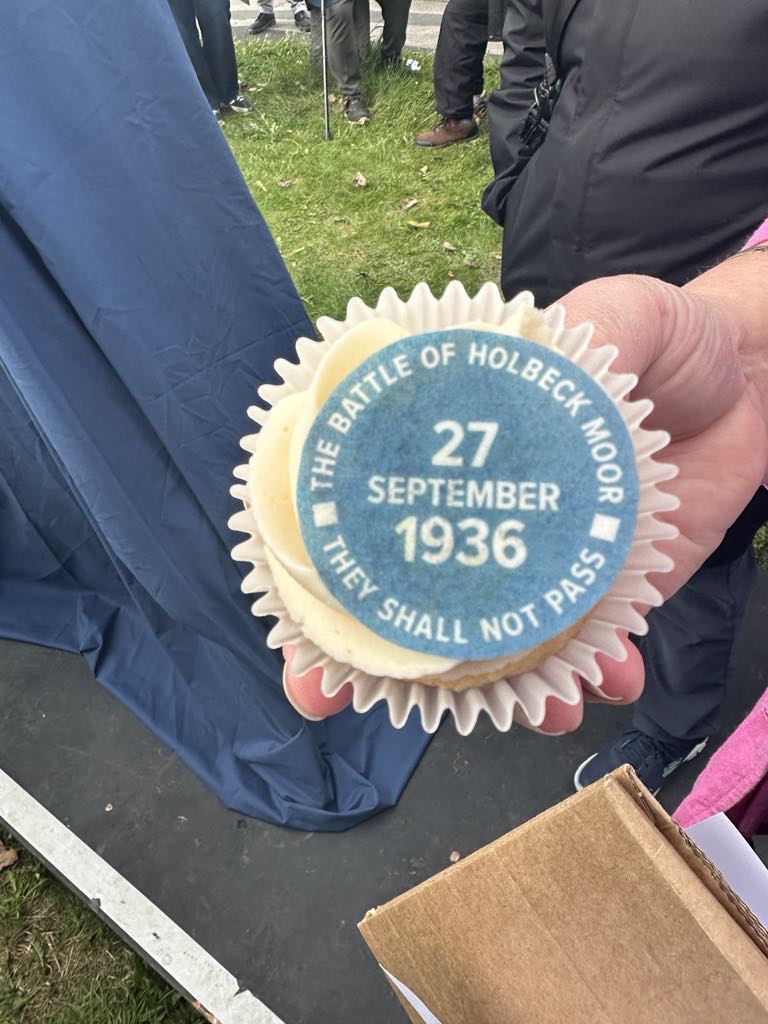 THE BATTLE OF HOLBECK MOOR
27
SEPTEMBER
1936
THEY SHALL NOT PASS